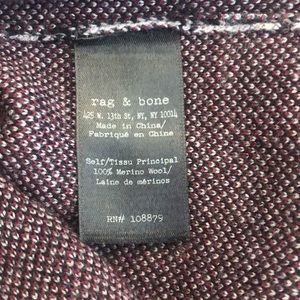 rag & bone
425 W. 13th St, NY, NY 10014
Made in China/
Fabriqué en Chine
Self/Tissu Principal
100% Merino Wool/
Laine de mérinos
RN# 108879